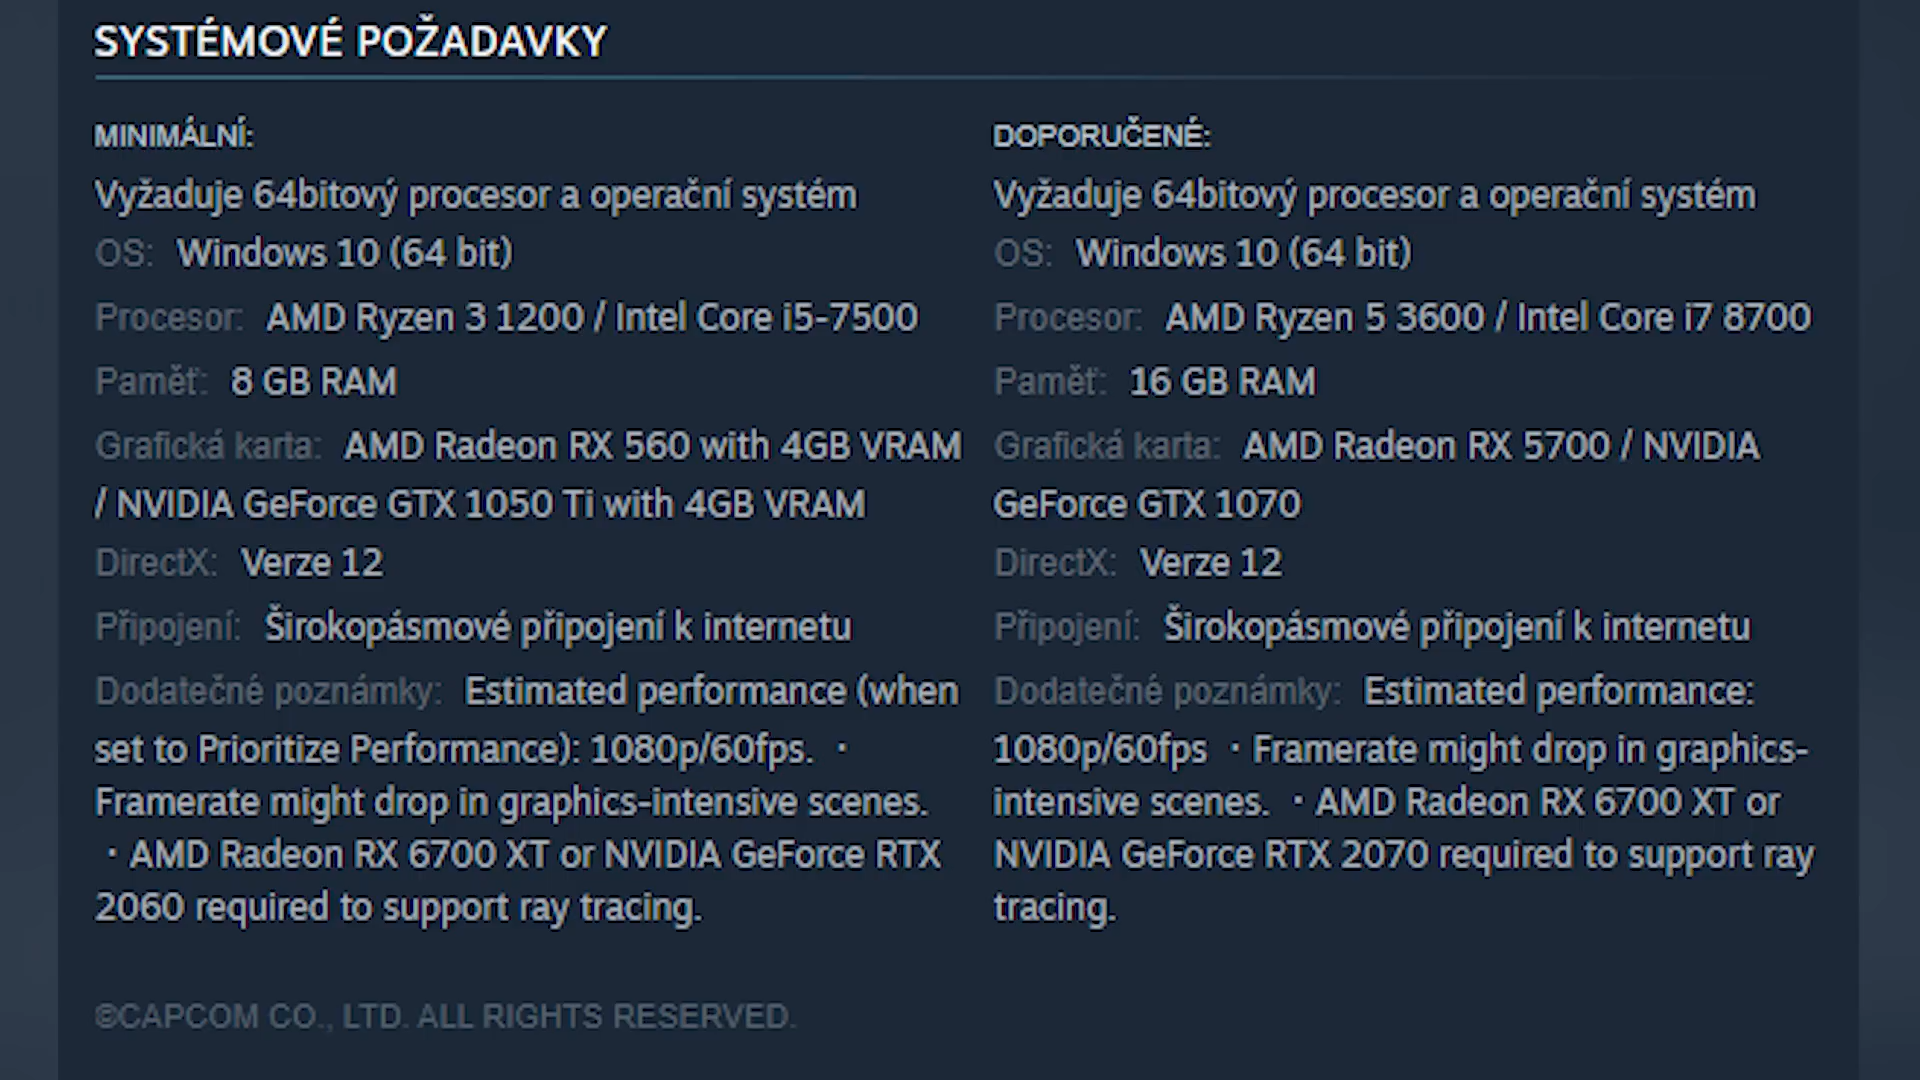 SYSTÉMOVÉ POŽADAVKY
MINIMÁLNÍ:
Vyžaduje 64bitový procesor a operační systém
OS: Windows 10 (64 bit)
Procesor: AMD Ryzen 3 1200 / Intel Core i5-7500
Paměť: 8 GB RAM
Grafická karta: AMD Radeon RX 560 with 4GB VRAM
/ NVIDIA GeForce GTX 1050 Ti with 4GB VRAM
DirectX: Verze 12
Připojení: Širokopásmové připojení k internetu
Dodatečné poznámky: Estimated performance (when
set to Prioritize Performance): 1080p/60fps. ・
Framerate might drop in graphics-intensive scenes.
・AMD Radeon RX 6700 XT or NVIDIA GeForce RTX
2060 required to support ray tracing.
DOPORUČENÉ:
Vyžaduje 64bitový procesor a operační systém
OS: Windows 10 (64 bit)
Procesor: AMD Ryzen 5 3600 / Intel Core i7 8700
Paměť: 16 GB RAM
Grafická karta: AMD Radeon RX 5700 / NVIDIA
GeForce GTX 1070
DirectX: Verze 12
Připojení: Širokopásmové připojení k internetu
Dodatečné poznámky: Estimated performance:
1080p/60fps ・Framerate might drop in graphics-
intensive scenes. ・AMD Radeon RX 6700 XT or
NVIDIA GeForce RTX 2070 required to support ray
tracing.
©CAPCOM CO., LTD. ALL RIGHTS RESERVED.